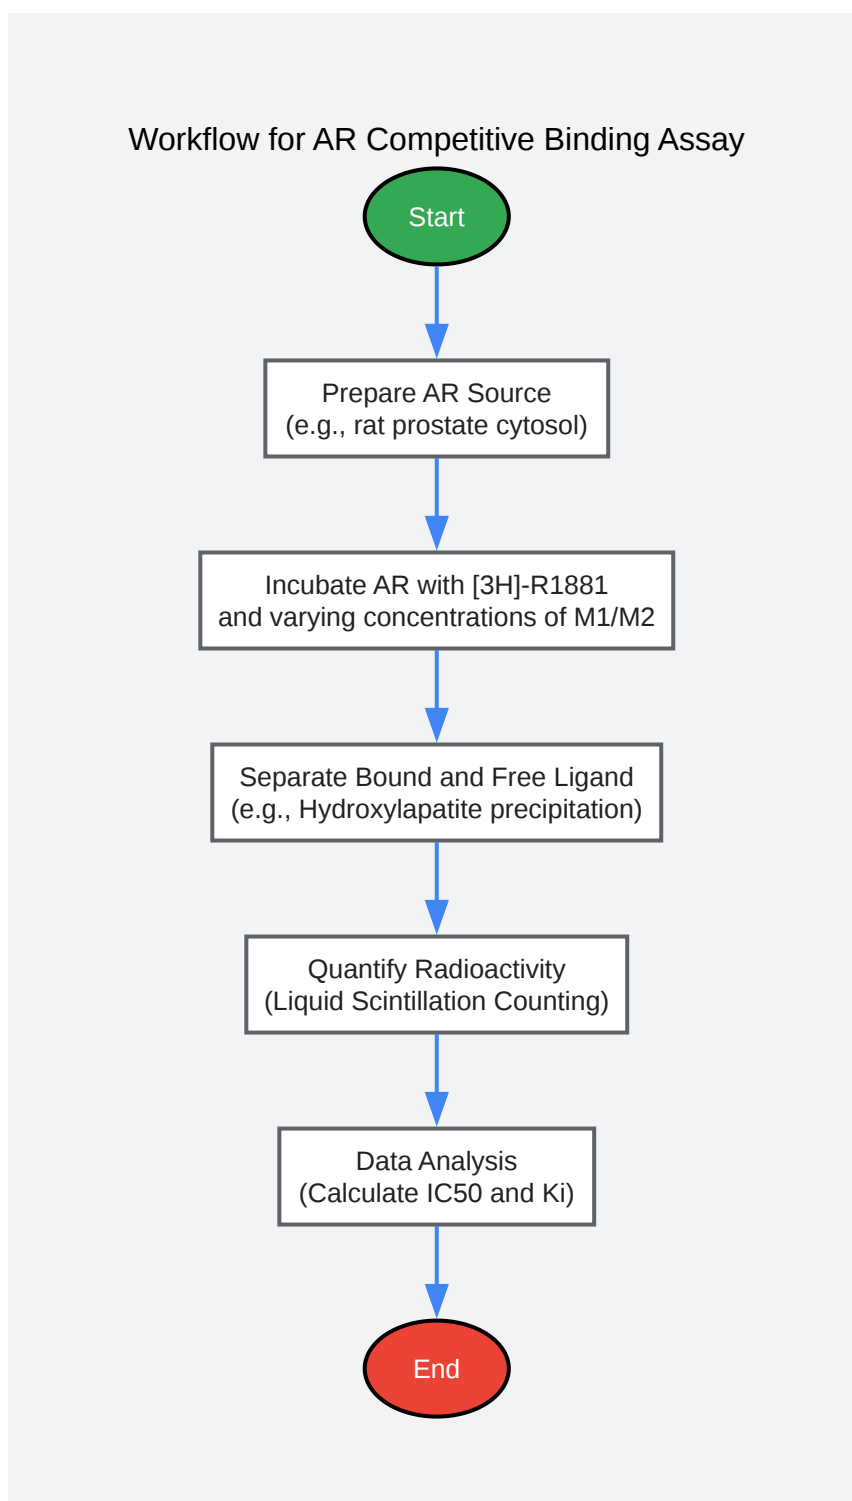 Workflow for AR Competitive Binding Assay
Start
Prepare AR Source
(e.g., rat prostate cytosol)
Incubate AR with [3H]-R1881
and varying concentrations of M1/M2
Separate Bound and Free Ligand
(e.g., Hydroxylapatite precipitation)
Quantify Radioactivity
(Liquid Scintillation Counting)
Data Analysis
(Calculate IC50 and Ki)
End